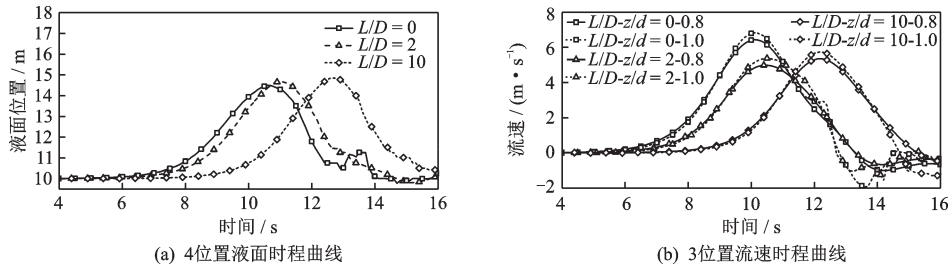 16
15
14
13
12
11
10
4
6
8
10
12
14
16
液面位置 / m
时间 / s
L/D = 0
L/D = 2
L/D = 10
(a) 4位置液面时程曲线
8
6
4
2
0
−2
4
6
8
10
12
14
16
流速 / (m • s⁻¹)
时间 / s
L/D-z/d = 0-0.8
L/D-z/d = 0-1.0
L/D-z/d = 2-0.8
L/D-z/d = 2-1.0
L/D-z/d = 10-0.8
L/D-z/d = 10-1.0
(b) 3位置流速时程曲线